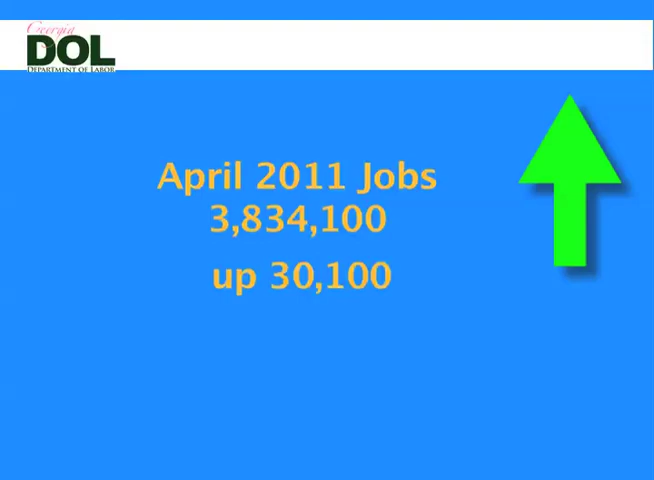 Georgia
DOL
DEPARTMENT OF LABOR
April 2011 Jobs
3,834,100
up 30,100